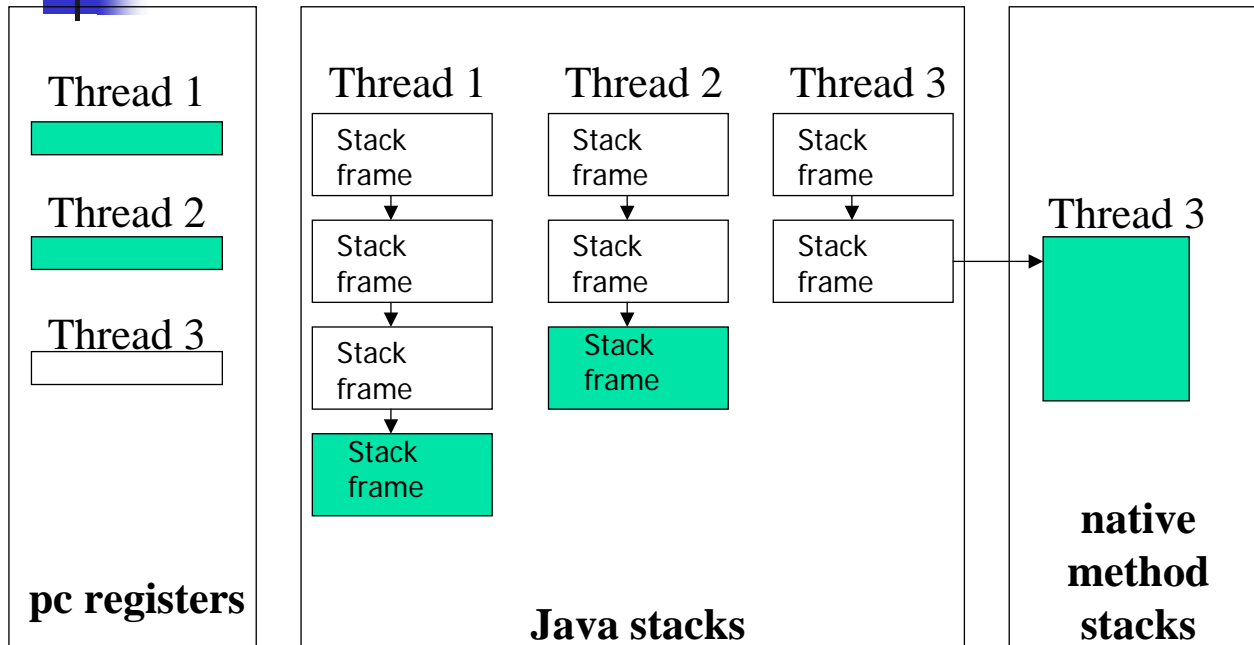 Thread 1
Thread 2
Thread 3
pc registers
Thread 1
Stack
frame
Stack
frame
Stack
frame
Stack
frame
Thread 2
Stack
frame
Stack
frame
Stack
frame
Thread 3
Stack
frame
Stack
frame
Java stacks
Thread 3
native
method
stacks